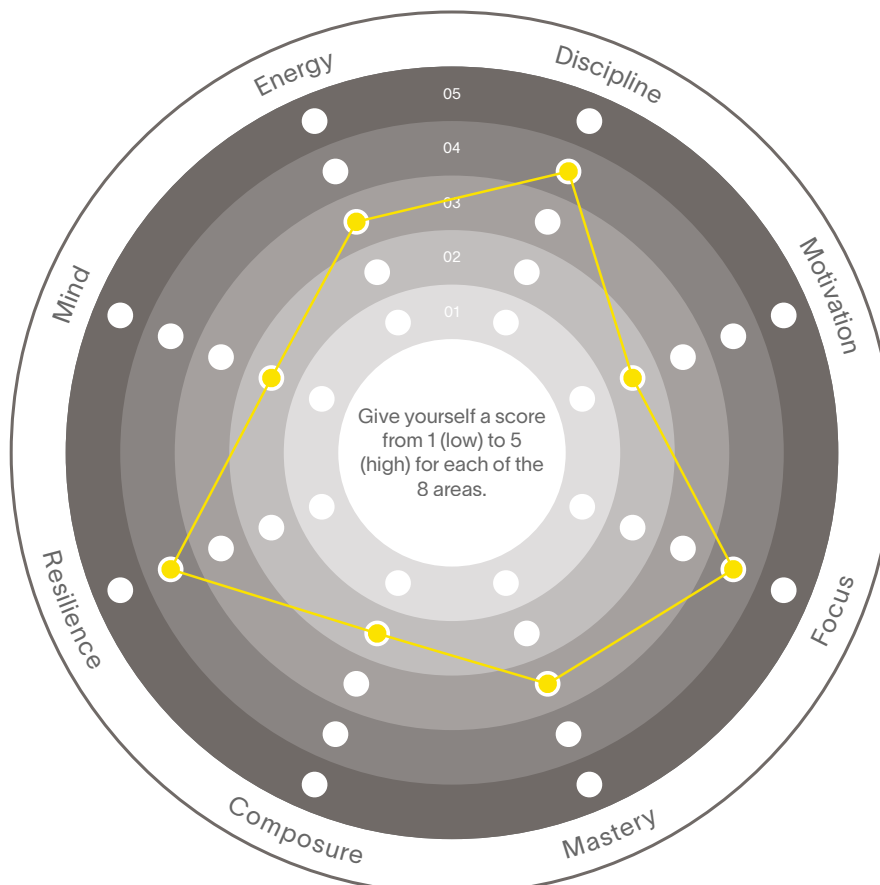 Energy
Discipline
Mind
Motivation
05
04
03
02
01
Give yourself a score
from 1 (low) to 5
(high) for each of the
8 areas.
Resilience
Focus
Composure
Mastery